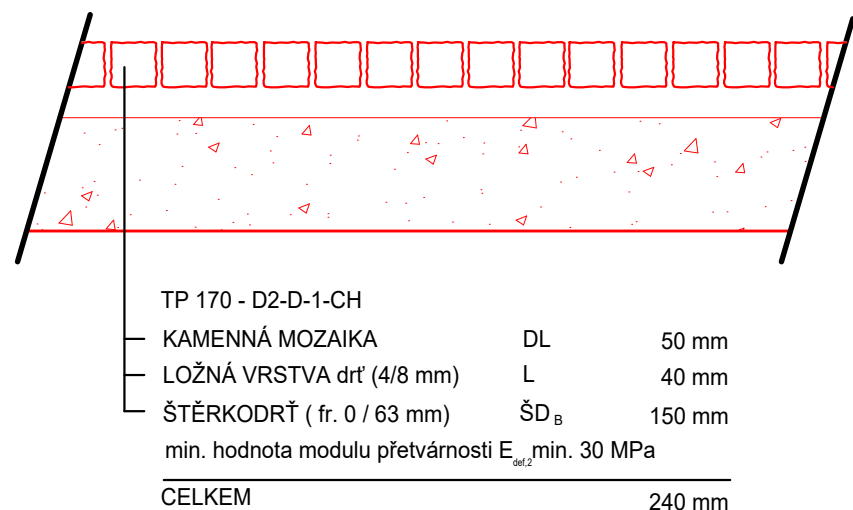 TP 170 - D2-D-1-CH
KAMENNÁ MOZAIKA DL 50 mm
LOŽNÁ VRSTVA drť (4/8 mm) L 40 mm
ŠTĚRKODRŤ ( fr. 0 / 63 mm) ŠD B 150 mm
min. hodnota modulu přetvárnosti E def,2 min. 30 MPa
CELKEM 240 mm